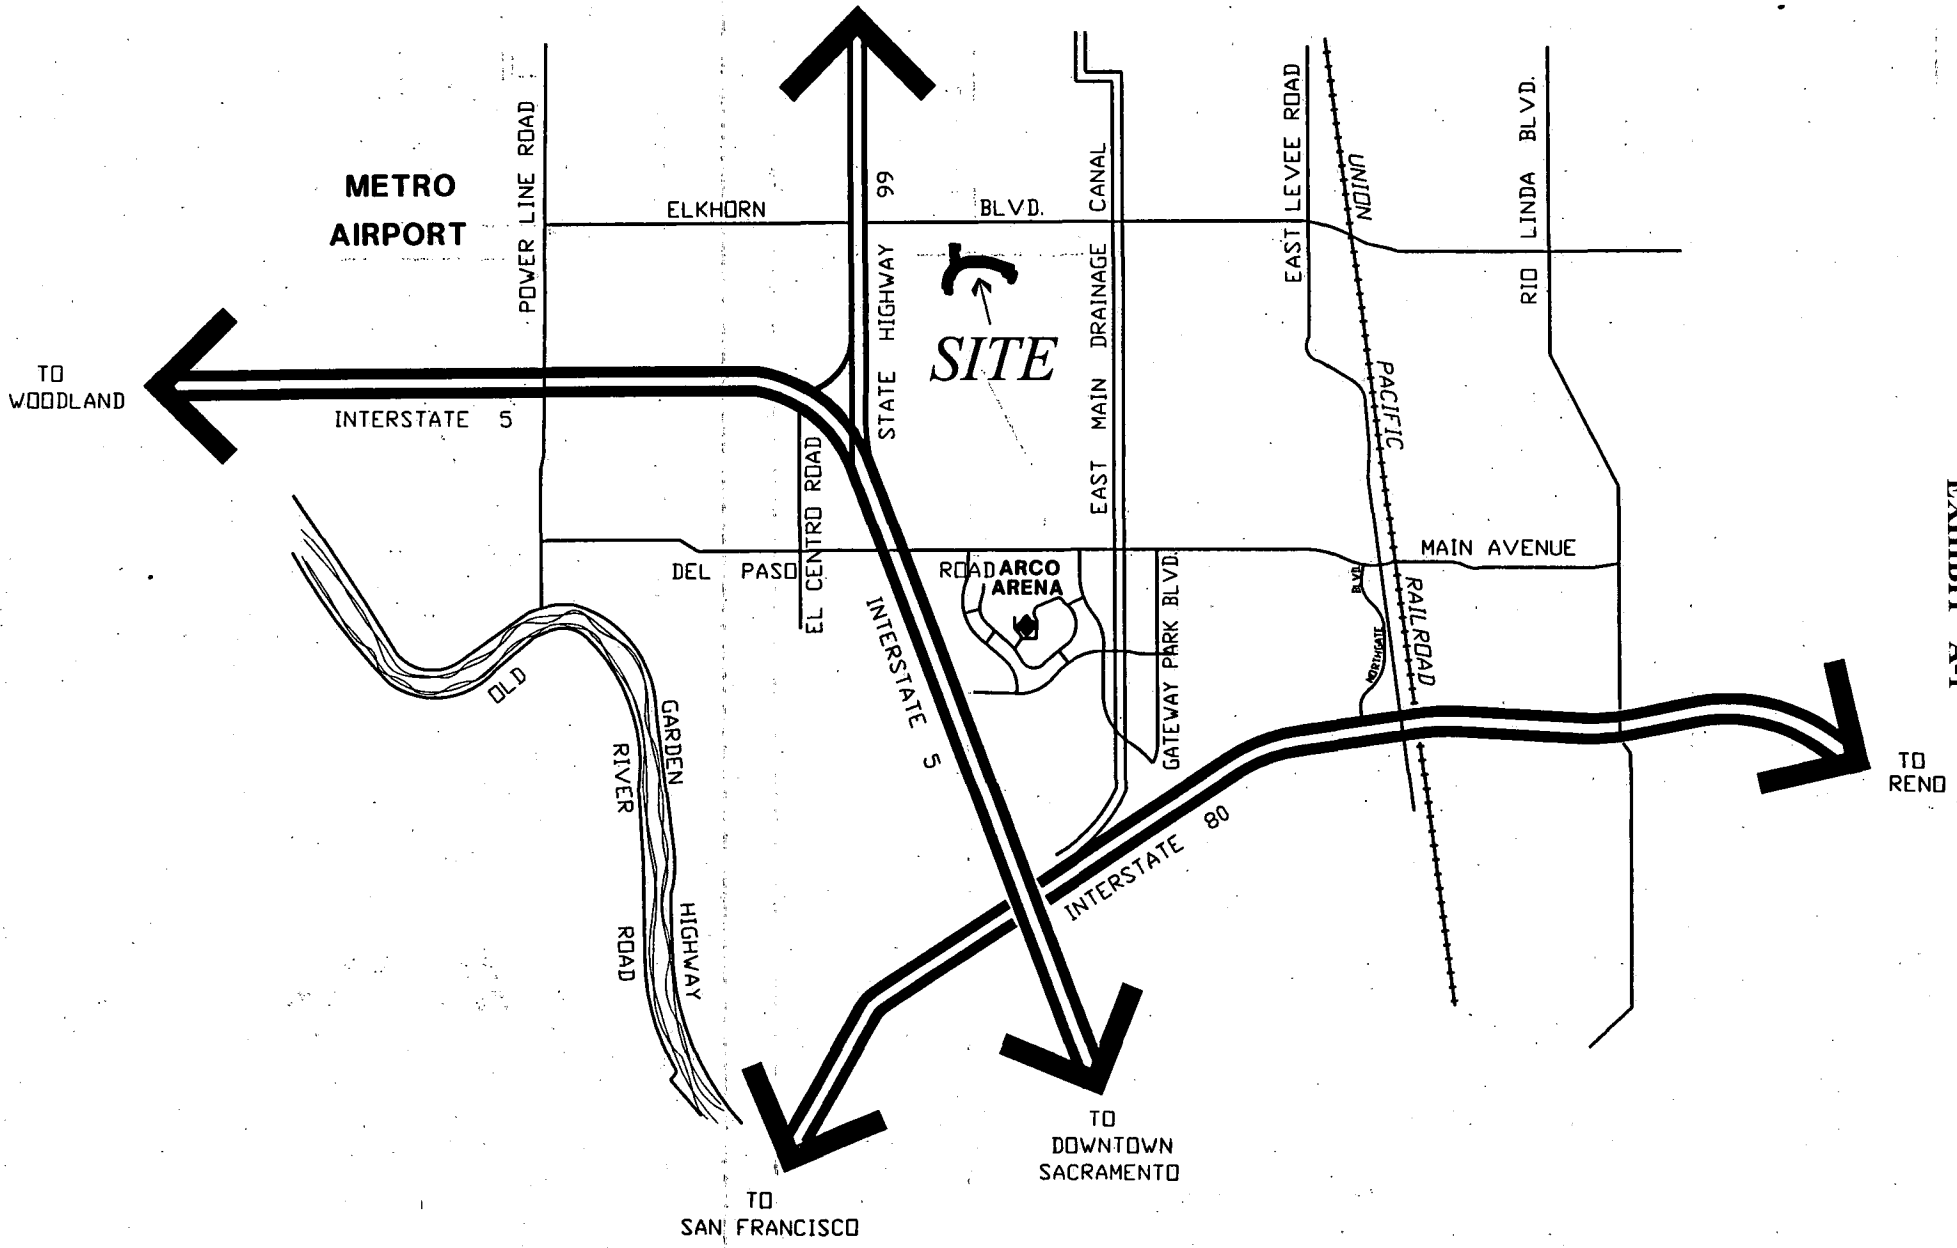 METRO
AIRPORT
POWER LINE ROAD
ELKHORN BLVD.
STATE HIGHWAY 99
EAST MAIN DRAINAGE CANAL
EAST LEVEE ROAD
UNION PACIFIC RAILROAD
RIO LINDA BLVD.
SITE
TO
WOODLAND
INTERSTATE 5
EL CENTRO ROAD
DEL PASO ROAD
ARCO
ARENA
MAIN AVENUE
GATEWAY PARK BLVD.
NORTHGATE BLVD.
INTERSTATE 5
OLD RIVER ROAD
GARDEN HIGHWAY
INTERSTATE 80
TO
RENO
TO
DOWNTOWN
SACRAMENTO
TO
SAN FRANCISCO